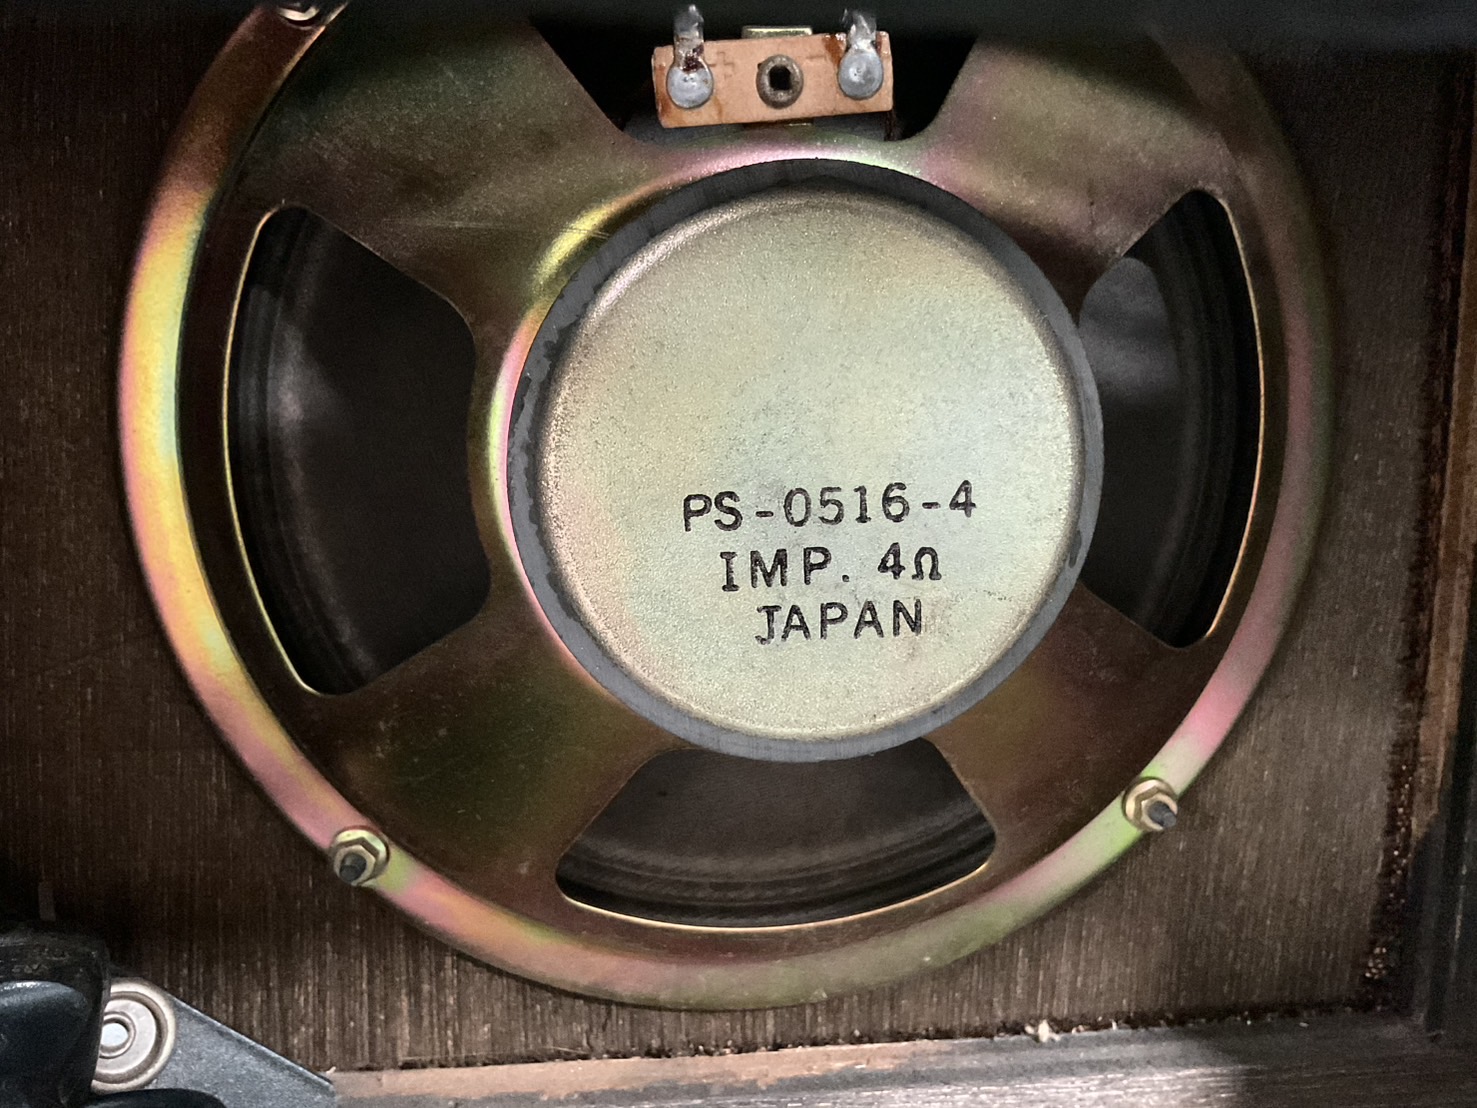 PS-0516-4
IMP. 4Ω
JAPAN